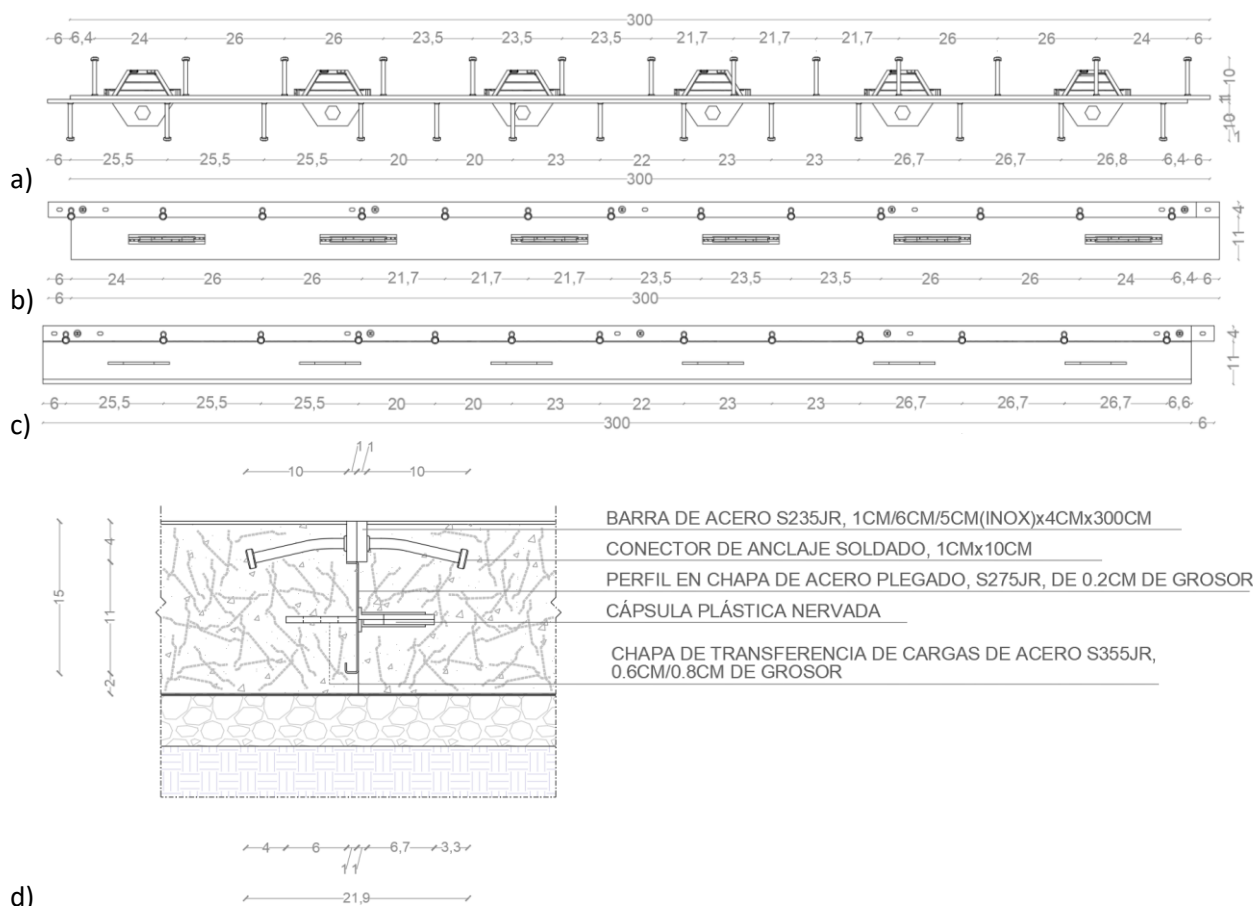 300
6 6,4 24 26 26 23,5 23,5 23,5 21,7 21,7 21,7 26 26 24 6
10
1
10
1
6 25,5 25,5 25,5 20 20 23 22 23 23 26,7 26,7 26,8 6,4 6
a)
300
4
11
6 24 26 26 21,7 21,7 21,7 23,5 23,5 23,5 26 26 24 6,4 6
b)
6 300
4
11
6 25,5 25,5 25,5 20 20 23 22 23 23 26,7 26,7 26,7 6,6
c)
300 6
1 1
10 10
BARRA DE ACERO S235JR, 1CM/6CM/5CM(INOX)x4CMx300CM
4
CONECTOR DE ANCLAJE SOLDADO, 1CMx10CM
PERFIL EN CHAPA DE ACERO PLEGADO, S275JR, DE 0.2CM DE GROSOR
15
11
CÁPSULA PLÁSTICA NERVADA
CHAPA DE TRANSFERENCIA DE CARGAS DE ACERO S355JR,
0.6CM/0.8CM DE GROSOR
2
4 6 6,7 3,3
1 1
21,9
d)